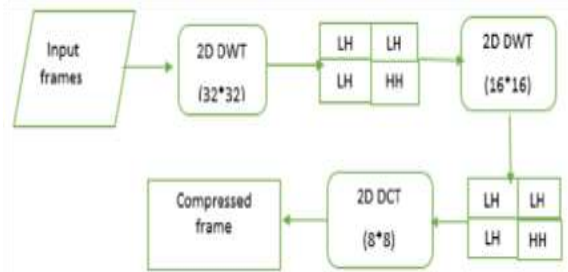 Input
frames
2D DWT
(32*32)
LH LH
LH HH
2D DWT
(16*16)
LH LH
LH HH
2D DCT
(8*8)
Compressed
frame